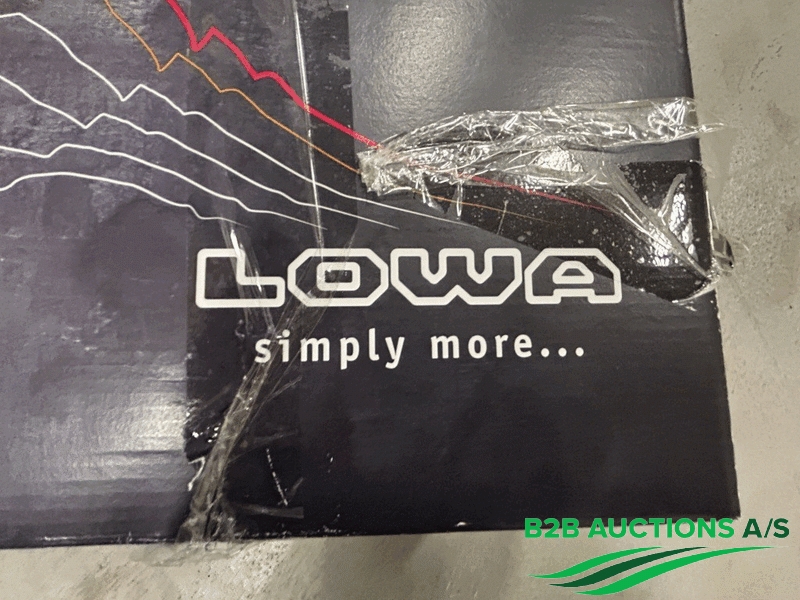 LOWA
simply more...
B2B AUCTIONS A/S